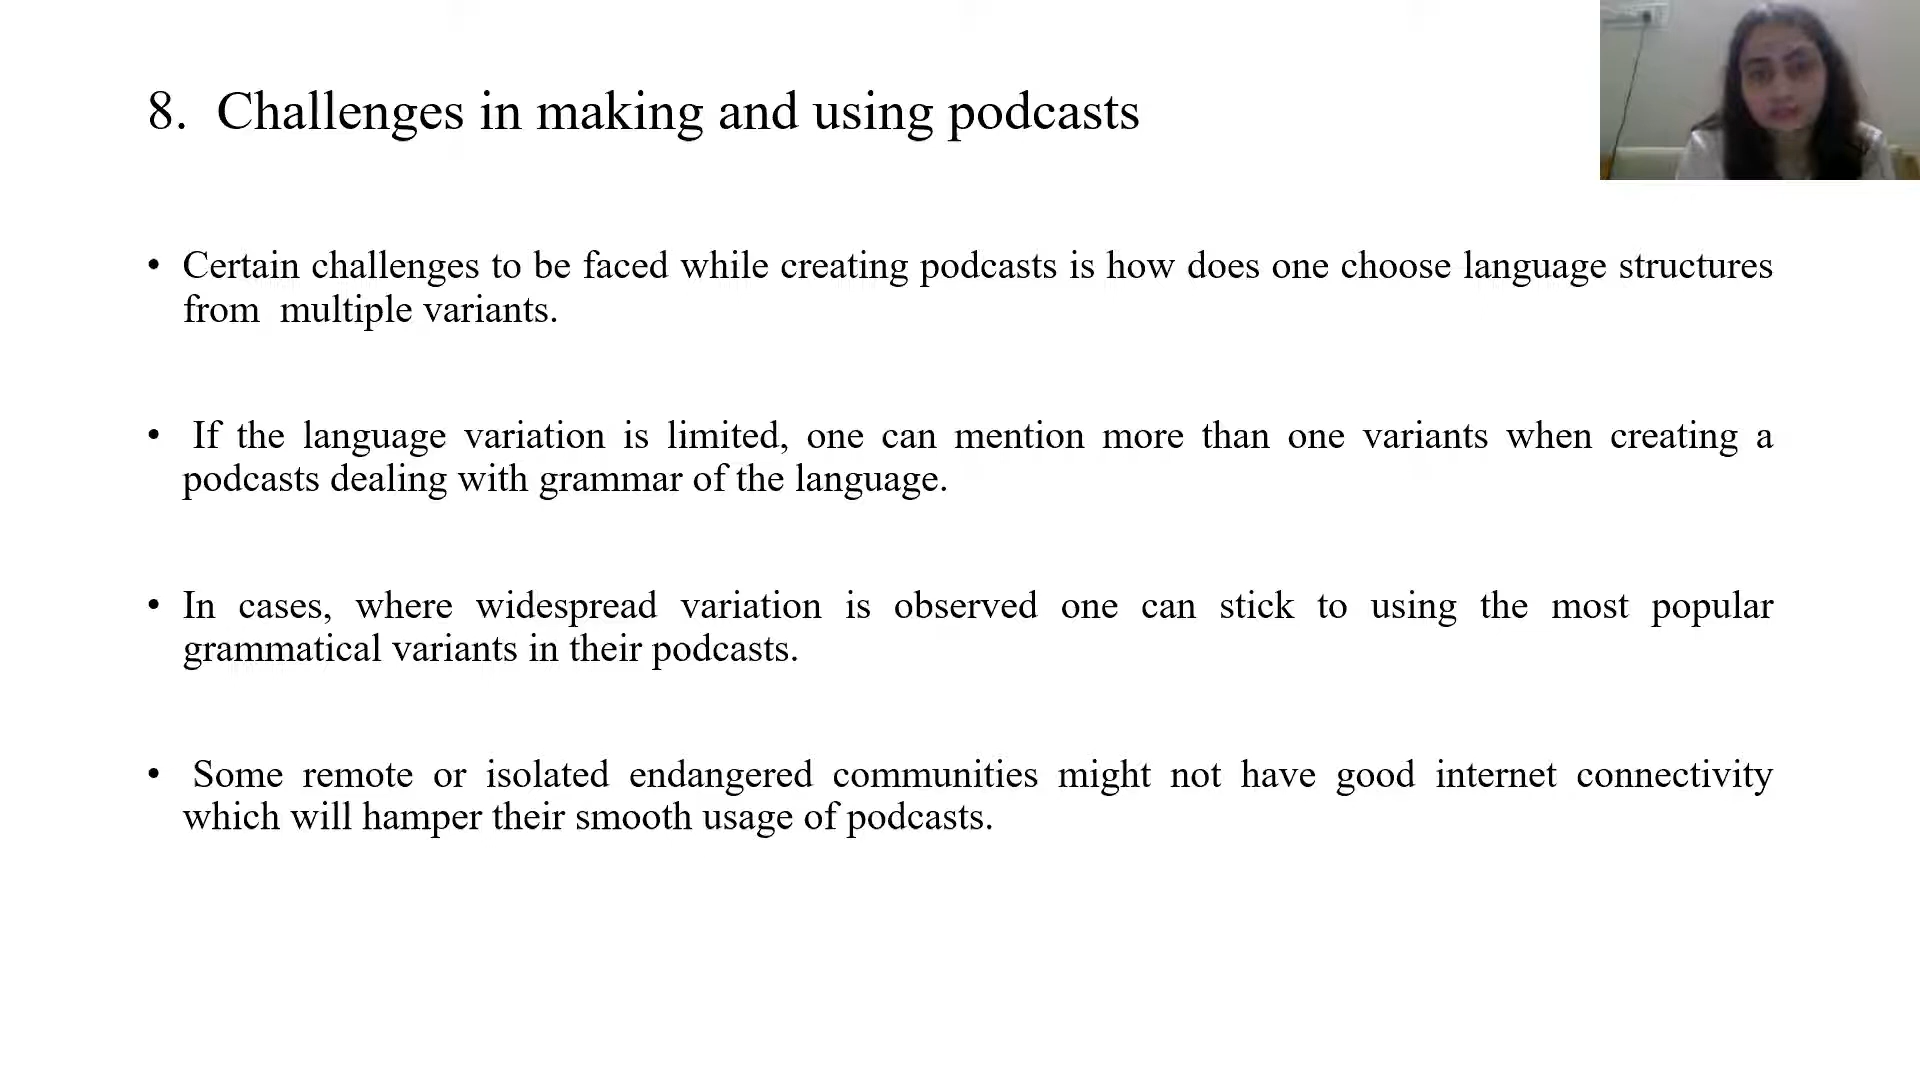 8. Challenges in making and using podcasts
• Certain challenges to be faced while creating podcasts is how does one choose language structures
from multiple variants.
• If the language variation is limited, one can mention more than one variants when creating a
podcasts dealing with grammar of the language.
• In cases, where widespread variation is observed one can stick to using the most popular
grammatical variants in their podcasts.
• Some remote or isolated endangered communities might not have good internet connectivity
which will hamper their smooth usage of podcasts.